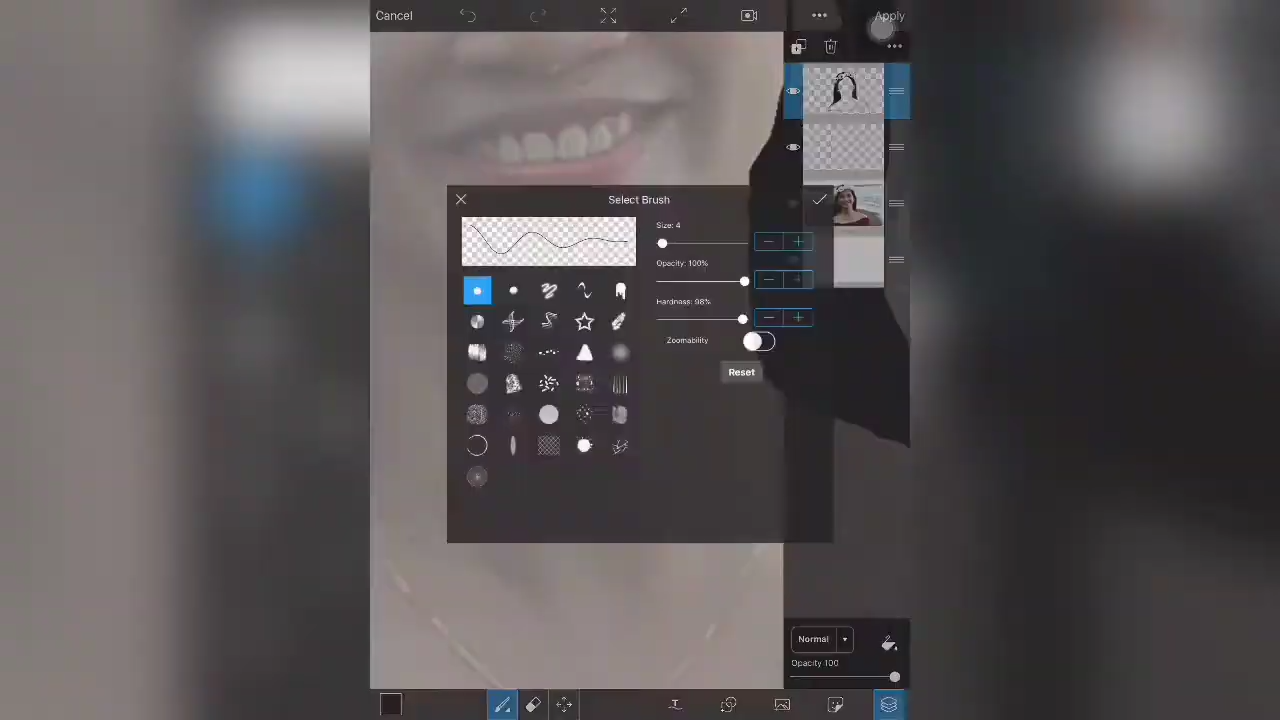 Cancel
Apply
Select Brush
Size: 4
Opacity: 100%
Hardness: 98%
Zoomability
Reset
Normal
Opacity 100
T